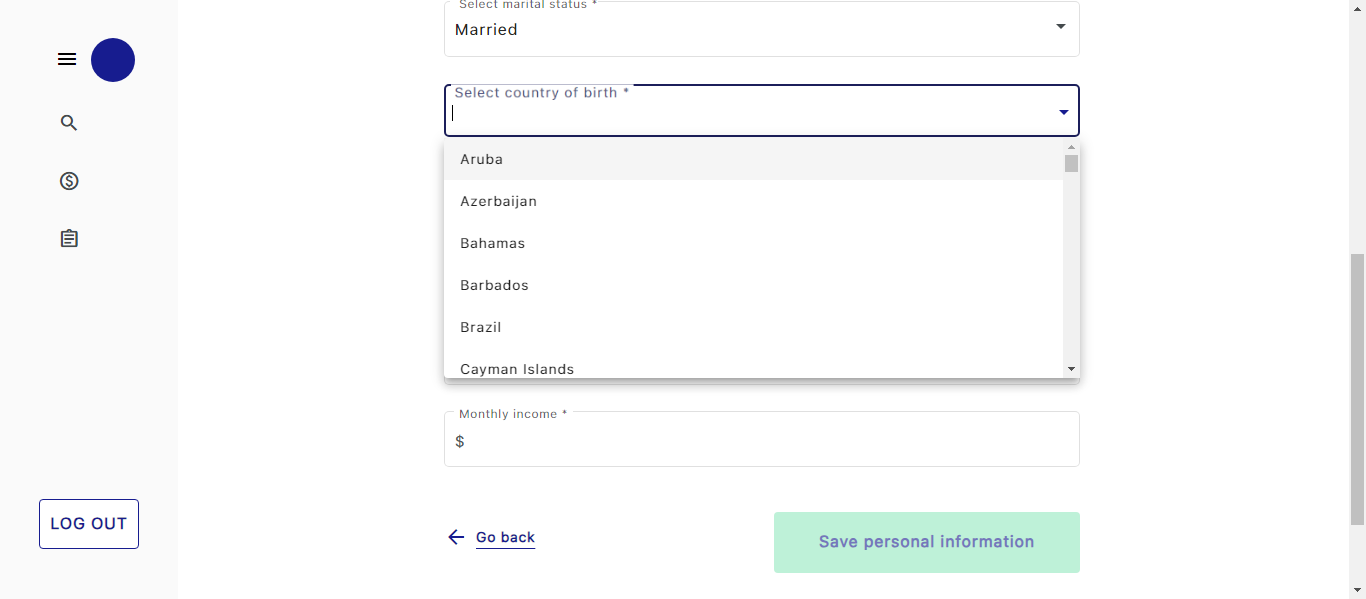 Select marital status *
Married
Select country of birth *
Aruba
Azerbaijan
Bahamas
Barbados
Brazil
Cayman Islands
Monthly income *
$
LOG OUT
Go back
Save personal information